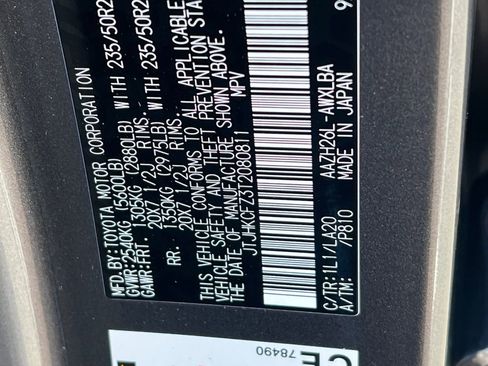 MFD.BY: TOYOTA MOTOR CORPORATION
GVWR: 2540KG (5600LB)
GAWR: FRT. 1305KG (2880LB) WITH 235/50R2
20X7 1/2J RIMS.
RR. 1350KG (2975LB) WITH 235/50R2
20X7 1/2J RIMS.
THIS VEHICLE CONFORMS TO ALL APPLICABLE
VEHICLE SAFETY AND THEFT PREVENTION STA
THE DATE OF MANUFACTURE SHOWN ABOVE.
JTJHKCFZ312080811 MPV
C/TR: 1L1/LA20 AAZH26L-AWXLBA
A/TM: /P810 MADE IN JAPAN 9
78490